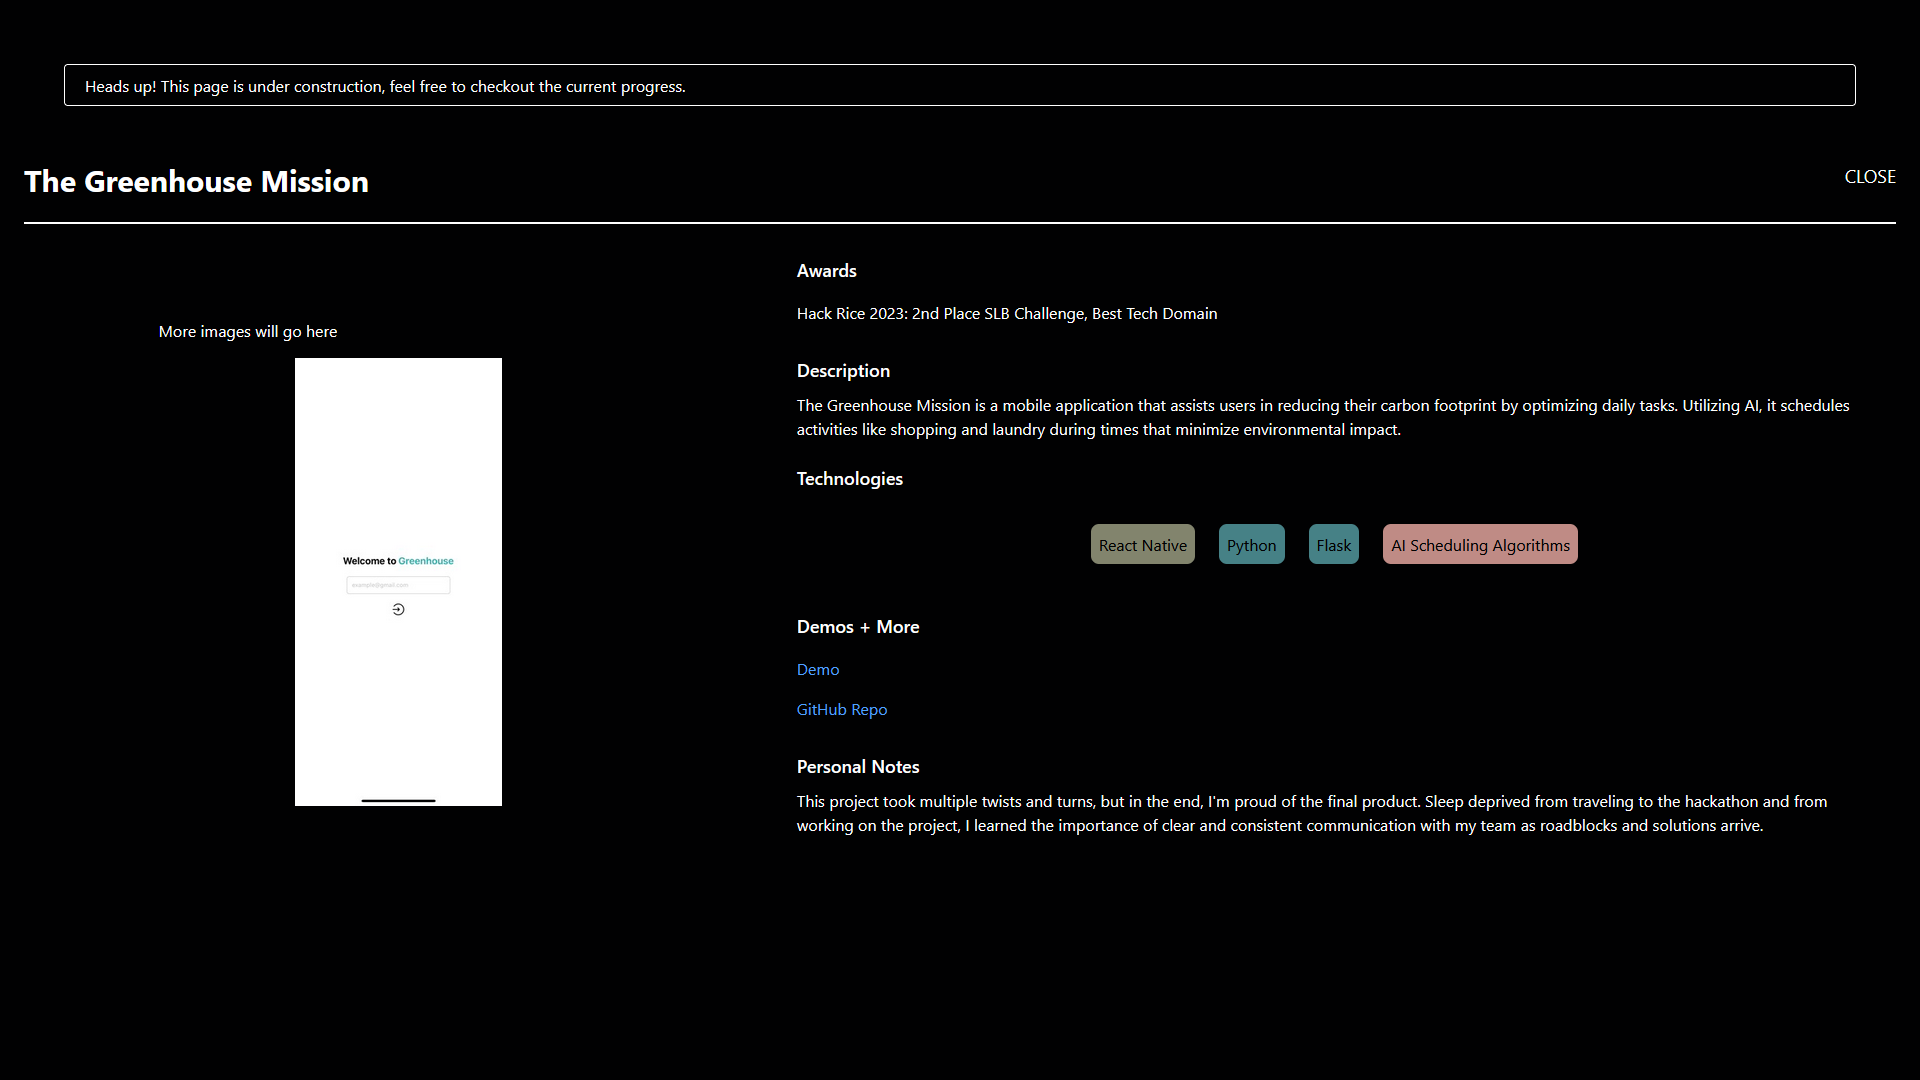 Heads up! This page is under construction, feel free to checkout the current progress.
The Greenhouse Mission
CLOSE
More images will go here
Welcome to Greenhouse
example@gmail.com
Awards
Hack Rice 2023: 2nd Place SLB Challenge, Best Tech Domain
Description
The Greenhouse Mission is a mobile application that assists users in reducing their carbon footprint by optimizing daily tasks. Utilizing AI, it schedules
activities like shopping and laundry during times that minimize environmental impact.
Technologies
React Native
Python
Flask
AI Scheduling Algorithms
Demos + More
Demo
GitHub Repo
Personal Notes
This project took multiple twists and turns, but in the end, I'm proud of the final product. Sleep deprived from traveling to the hackathon and from
working on the project, I learned the importance of clear and consistent communication with my team as roadblocks and solutions arrive.